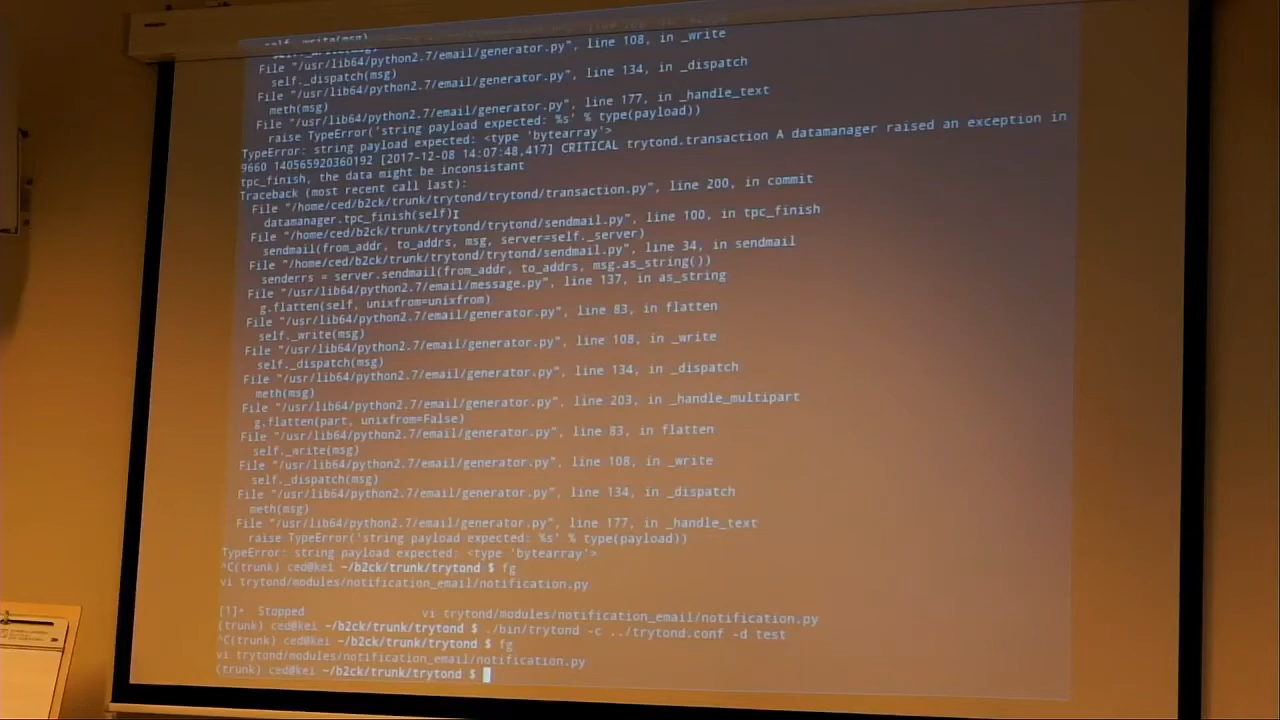 self._write(msg)
File "/usr/lib64/python2.7/email/generator.py", line 108, in _write
self._dispatch(msg)
File "/usr/lib64/python2.7/email/generator.py", line 134, in _dispatch
meth(msg)
File "/usr/lib64/python2.7/email/generator.py", line 177, in _handle_text
raise TypeError('string payload expected: %s' % type(payload))
TypeError: string payload expected: <type 'bytearray'>
9660 140565920360192 [2017-12-08 14:07:48,417] CRITICAL trytond.transaction A datamanager raised an exception in
tpc_finish, the data might be inconsistant
Traceback (most recent call last):
File "/home/ced/b2ck/trunk/trytond/trytond/transaction.py", line 200, in commit
datamanager.tpc_finish(self)
File "/home/ced/b2ck/trunk/trytond/trytond/sendmail.py", line 100, in tpc_finish
sendmail(from_addr, to_addrs, msg, server=self._server)
File "/home/ced/b2ck/trunk/trytond/trytond/sendmail.py", line 34, in sendmail
senderrs = server.sendmail(from_addr, to_addrs, msg.as_string())
File "/usr/lib64/python2.7/email/message.py", line 137, in as_string
g.flatten(self, unixfrom=unixfrom)
File "/usr/lib64/python2.7/email/generator.py", line 83, in flatten
self._write(msg)
File "/usr/lib64/python2.7/email/generator.py", line 108, in _write
self._dispatch(msg)
File "/usr/lib64/python2.7/email/generator.py", line 134, in _dispatch
meth(msg)
File "/usr/lib64/python2.7/email/generator.py", line 203, in _handle_multipart
g.flatten(part, unixfrom=False)
File "/usr/lib64/python2.7/email/generator.py", line 83, in flatten
self._write(msg)
File "/usr/lib64/python2.7/email/generator.py", line 108, in _write
self._dispatch(msg)
File "/usr/lib64/python2.7/email/generator.py", line 134, in _dispatch
meth(msg)
File "/usr/lib64/python2.7/email/generator.py", line 177, in _handle_text
raise TypeError('string payload expected: %s' % type(payload))
TypeError: string payload expected: <type 'bytearray'>
^C(trunk) ced@kei ~/b2ck/trunk/trytond $ fg
vi trytond/modules/notification_email/notification.py
[1]+ Stopped vi trytond/modules/notification_email/notification.py
(trunk) ced@kei ~/b2ck/trunk/trytond $ ./bin/trytond -c ../trytond.conf -d test
^C(trunk) ced@kei ~/b2ck/trunk/trytond $ fg
vi trytond/modules/notification_email/notification.py
(trunk) ced@kei ~/b2ck/trunk/trytond $